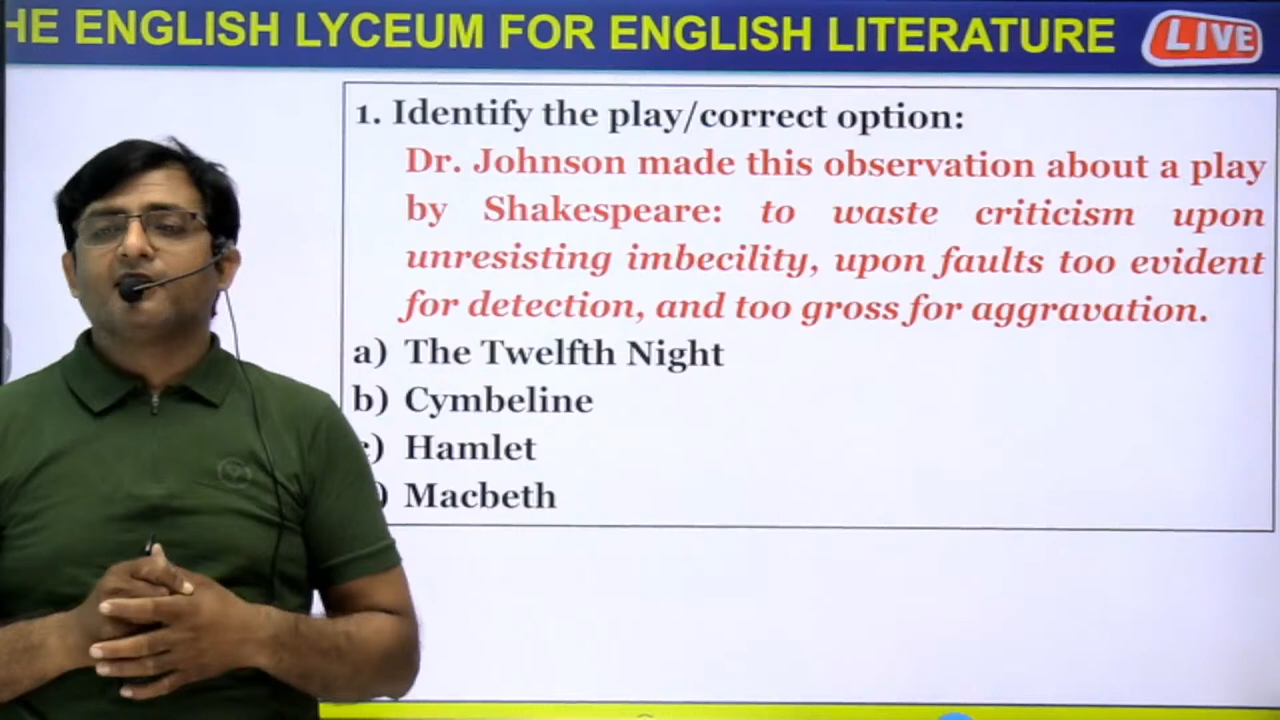 HE ENGLISH LYCEUM FOR ENGLISH LITERATURE
LIVE
1. Identify the play/correct option:
Dr. Johnson made this observation about a play
by Shakespeare: to waste criticism upon
unresisting imbecility, upon faults too evident
for detection, and too gross for aggravation.
a) The Twelfth Night
b) Cymbeline
) Hamlet
) Macbeth